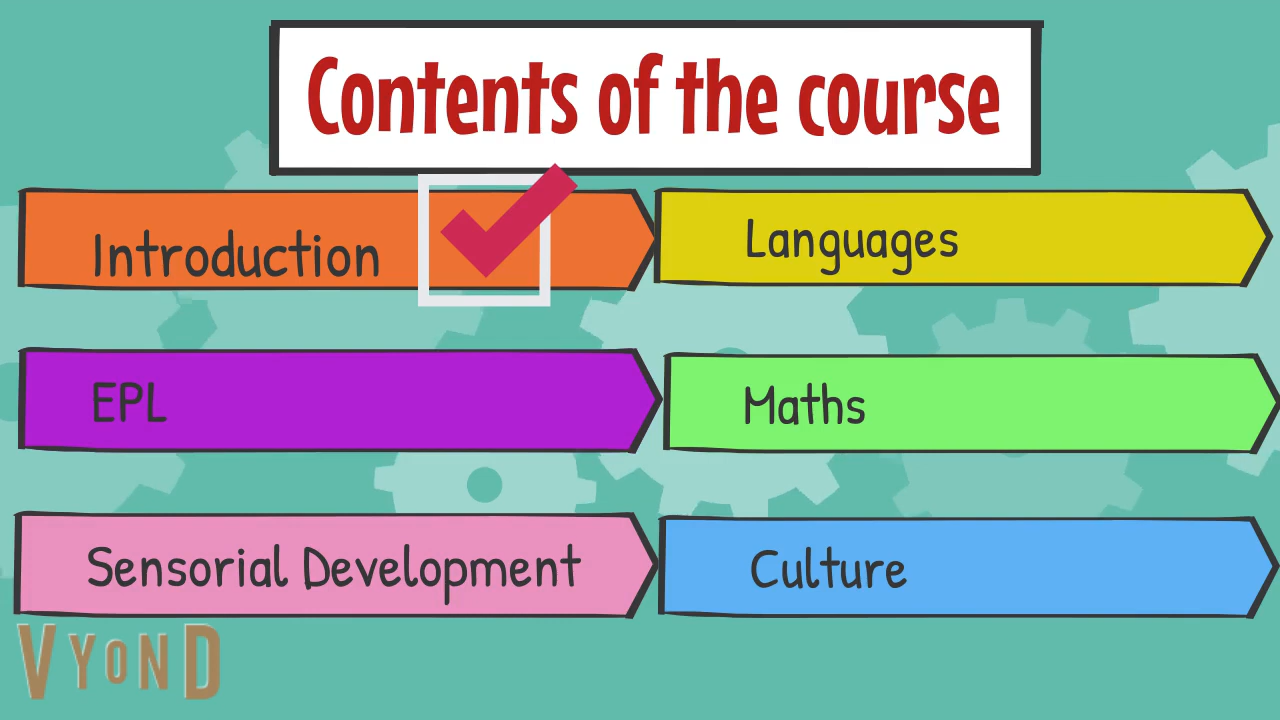 Contents of the course
Introduction
Languages
EPL
Maths
Sensorial Development
Culture
VYOND